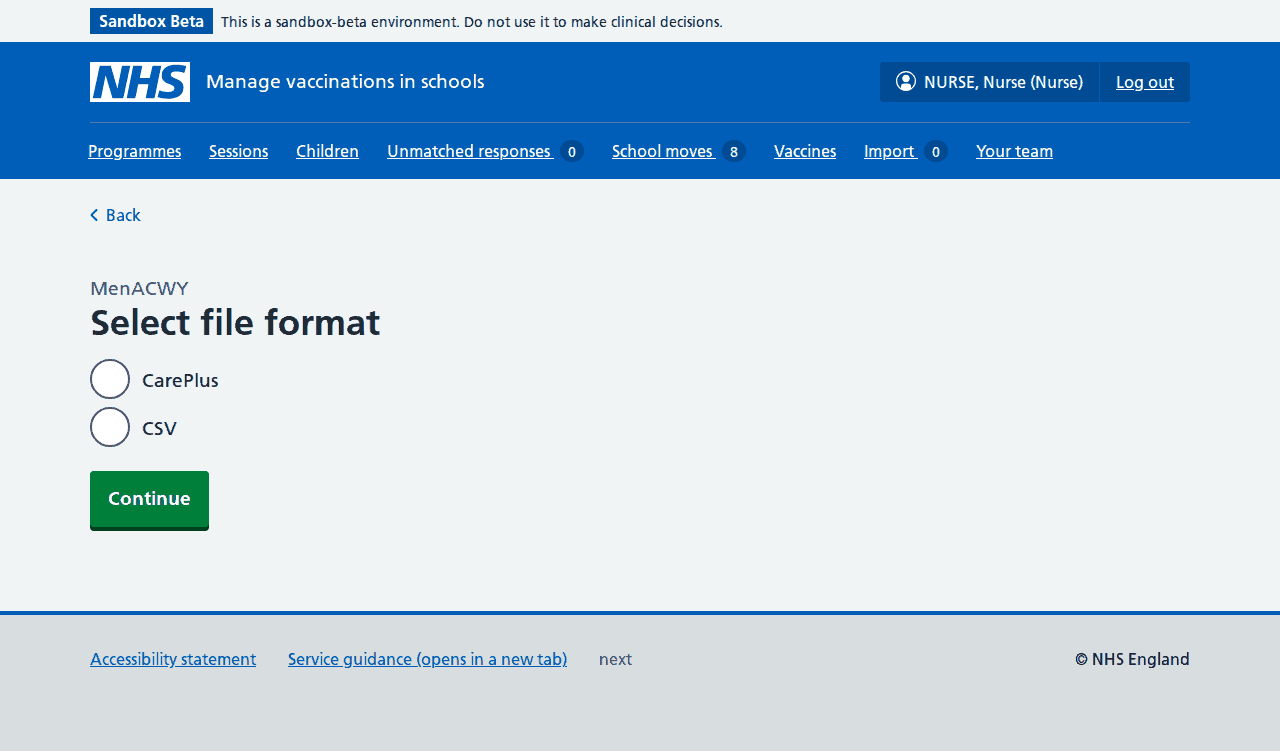 Sandbox Beta This is a sandbox-beta environment. Do not use it to make clinical decisions.
NHS Manage vaccinations in schools NURSE, Nurse (Nurse) Log out
Programmes Sessions Children Unmatched responses 0 School moves 8 Vaccines Import 0 Your team
Back
MenACWY
Select file format
CarePlus
CSV
Continue
Accessibility statement Service guidance (opens in a new tab) next © NHS England